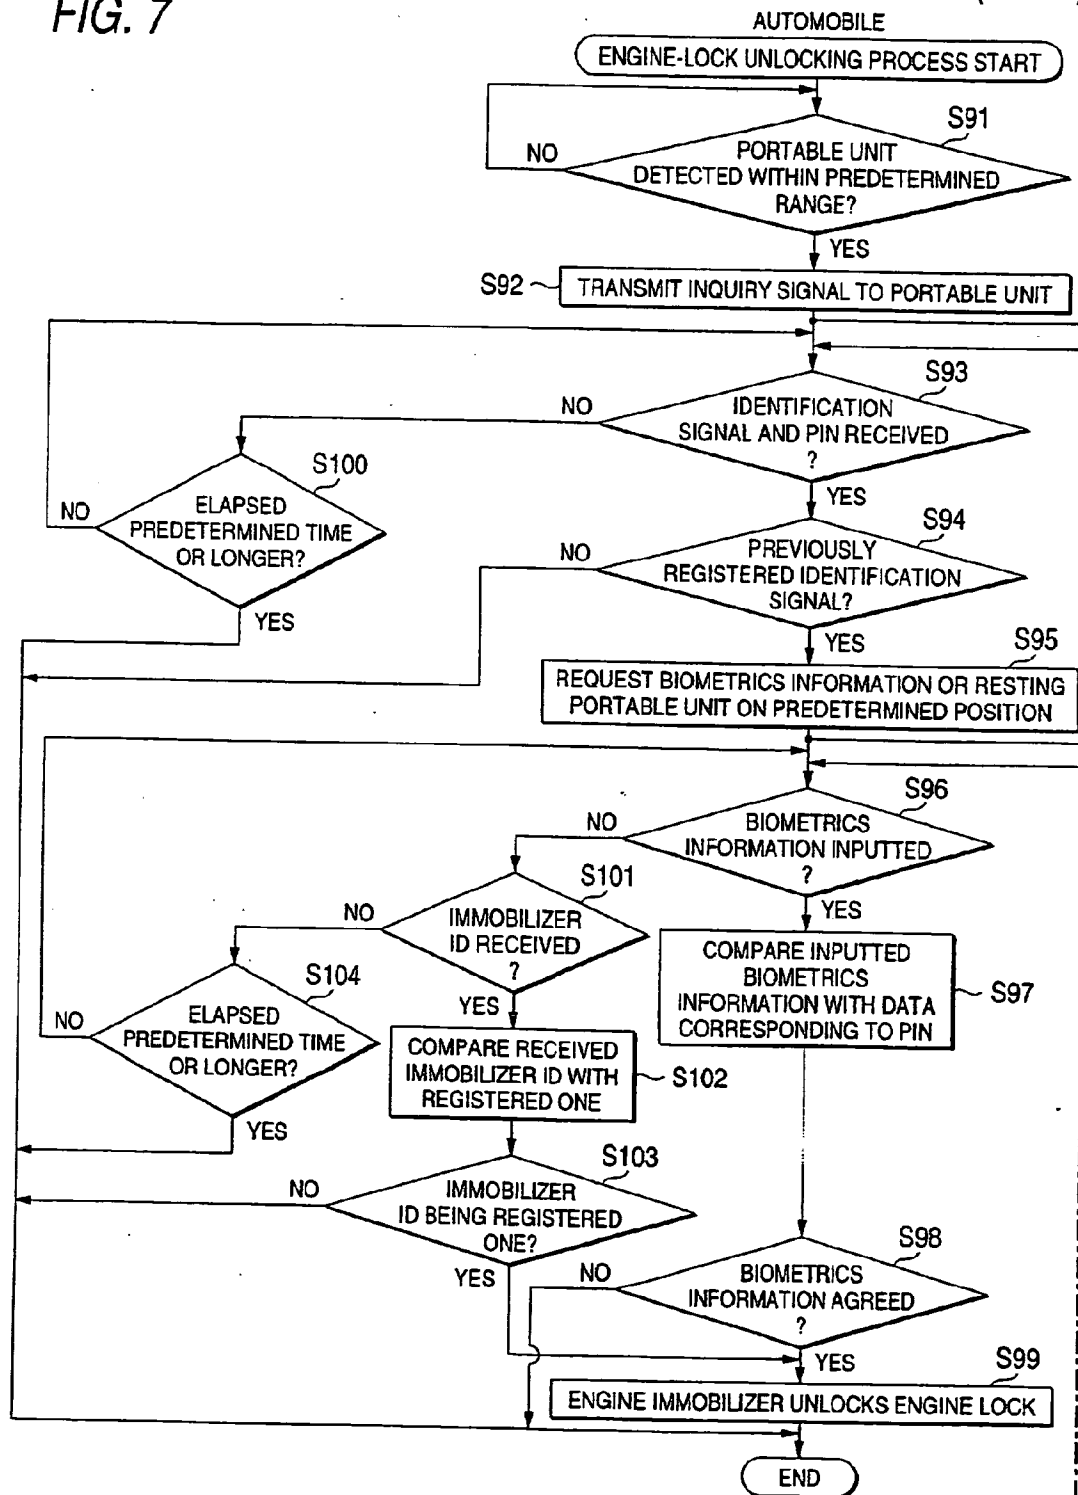 FIG. 7
AUTOMOBILE
ENGINE-LOCK UNLOCKING PROCESS START
S91
PORTABLE UNIT
DETECTED WITHIN PREDETERMINED
RANGE?
NO
YES
S92
TRANSMIT INQUIRY SIGNAL TO PORTABLE UNIT
S93
IDENTIFICATION
SIGNAL AND PIN RECEIVED
?
NO
YES
S100
ELAPSED
PREDETERMINED TIME
OR LONGER?
NO
YES
S94
PREVIOUSLY
REGISTERED IDENTIFICATION
SIGNAL?
NO
YES
S95
REQUEST BIOMETRICS INFORMATION OR RESTING
PORTABLE UNIT ON PREDETERMINED POSITION
S96
BIOMETRICS
INFORMATION INPUTTED
?
NO
YES
S101
IMMOBILIZER
ID RECEIVED
?
NO
YES
S97
COMPARE INPUTTED
BIOMETRICS
INFORMATION WITH DATA
CORRESPONDING TO PIN
S104
ELAPSED
PREDETERMINED TIME
OR LONGER?
NO
YES
COMPARE RECEIVED
IMMOBILIZER ID WITH
REGISTERED ONE
S102
S103
IMMOBILIZER
ID BEING REGISTERED
ONE?
NO
YES
S98
BIOMETRICS
INFORMATION AGREED
?
NO
YES
S99
ENGINE IMMOBILIZER UNLOCKS ENGINE LOCK
END